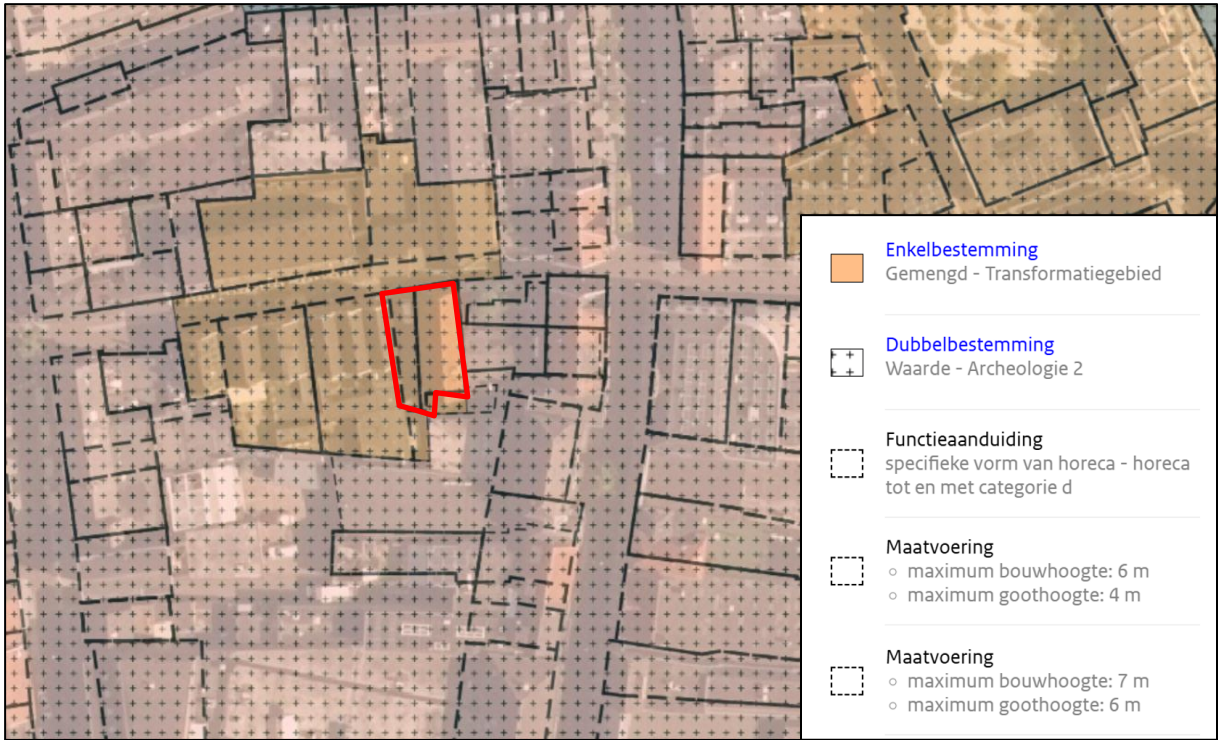 Enkelbestemming
Gemengd - Transformatiegebied
Dubbelbestemming
Waarde - Archeologie 2
Functieaanduiding
specifieke vorm van horeca - horeca
tot en met categorie d
Maatvoering
maximum bouwhoogte: 6 m
maximum goothoogte: 4 m
Maatvoering
maximum bouwhoogte: 7 m
maximum goothoogte: 6 m